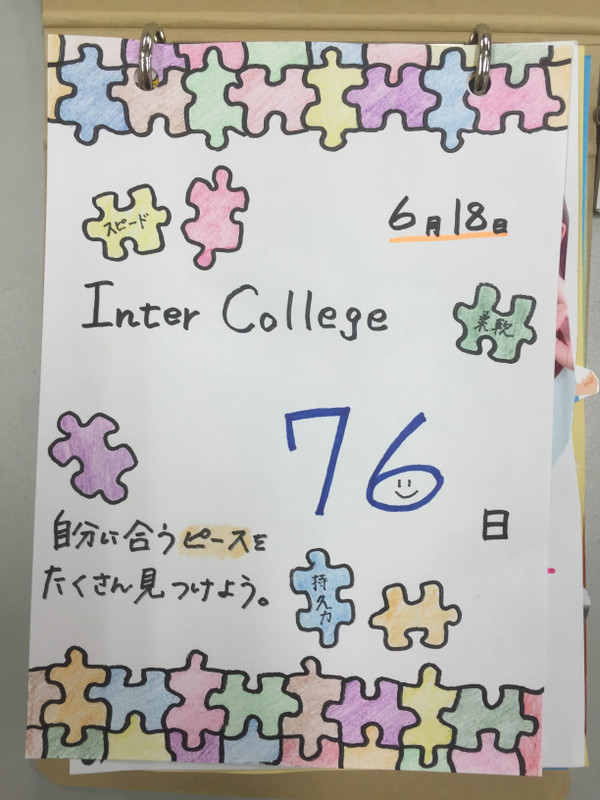 6月18日
スピード
Inter College
柔軟
76
日
自分に合うピースを
たくさん見つけよう。
持久力